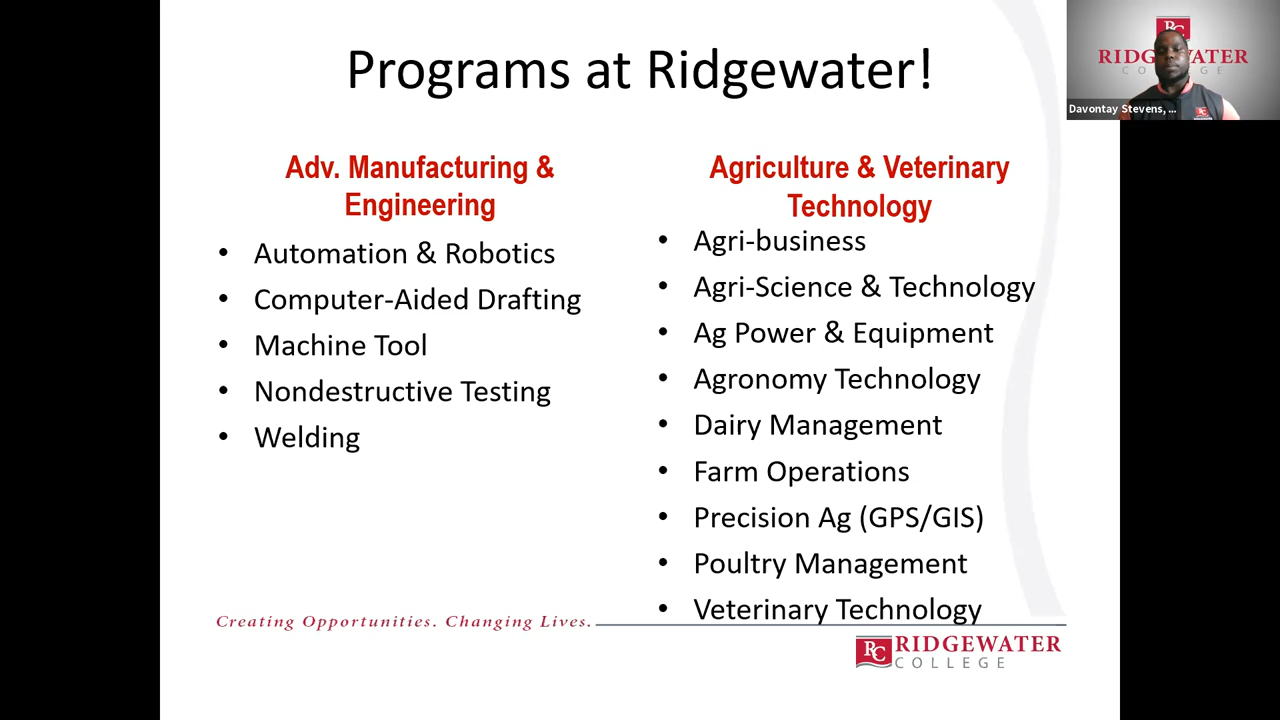 Programs at Ridgewater!
Adv. Manufacturing &
Engineering
• Automation & Robotics
• Computer-Aided Drafting
• Machine Tool
• Nondestructive Testing
• Welding
Agriculture & Veterinary
Technology
• Agri-business
• Agri-Science & Technology
• Ag Power & Equipment
• Agronomy Technology
• Dairy Management
• Farm Operations
• Precision Ag (GPS/GIS)
• Poultry Management
• Veterinary Technology
Creating Opportunities. Changing Lives.
RC RIDGEWATER
COLLEGE
Davontay Stevens, ...